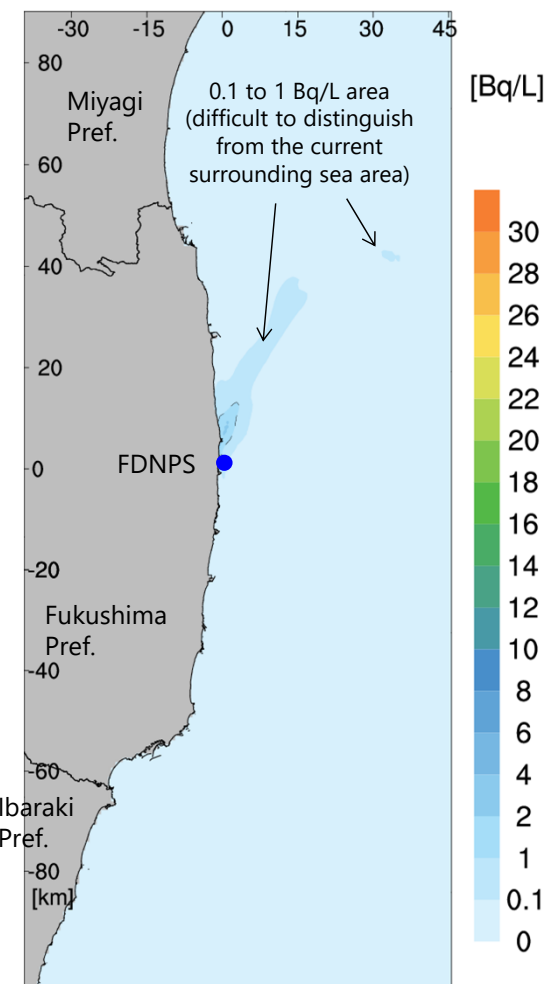 -30 -15 0 15 30 45
80
[Bq/L]
Miyagi
Pref.
0.1 to 1 Bq/L area
(difficult to distinguish
from the current
surrounding sea area)
60
40
20
FDNPS
0
-20
Fukushima
Pref.
-40
-60
Ibaraki
Pref.
-80
[km]
30
28
26
24
22
20
18
16
14
12
10
8
6
4
2
1
0.1
0